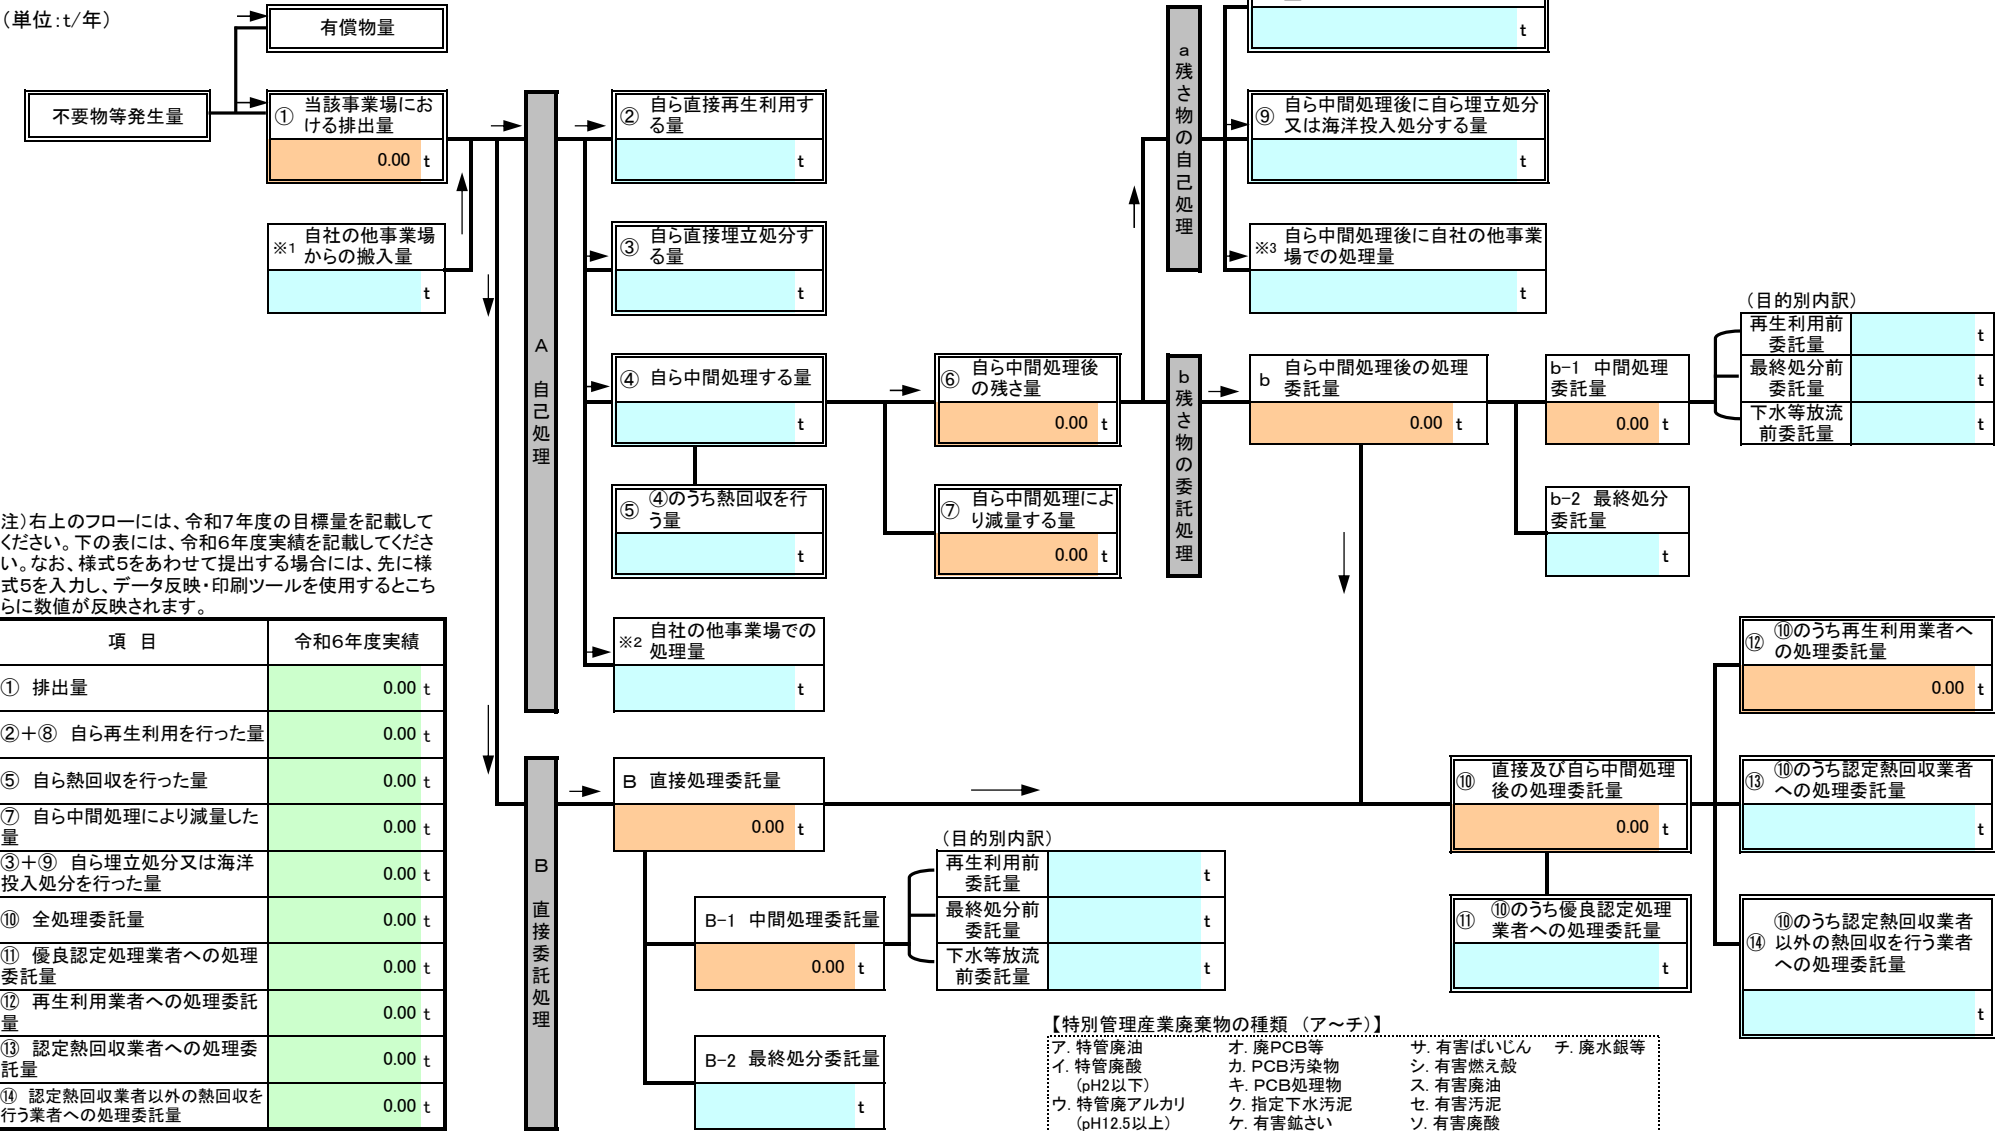 （単位：t/年）
有償物量
不要物等発生量
① 当該事業場にお
ける排出量
0.00 t
※1 自社の他事業場
からの搬入量
t
A 自己処理
② 自ら直接再生利用す
る量
t
③ 自ら直接埋立処分す
る量
t
④ 自ら中間処理する量
t
⑤ ④のうち熱回収を行
う量
t
※2 自社の他事業場での
処理量
t
⑥ 自ら中間処理後
の残さ量
0.00 t
⑦ 自ら中間処理によ
り減量する量
0.00 t
a残さ物の自己処理
t
⑨ 自ら中間処理後に自ら埋立処分
又は海洋投入処分する量
t
※3 自ら中間処理後に自社の他事業
場での処理量
t
b残さ物の委託処理
b 自ら中間処理後の処理
委託量
0.00 t
b-1 中間処理
委託量
0.00 t
b-2 最終処分
委託量
t
（目的別内訳）
再生利用前
委託量
t
最終処分前
委託量
t
下水等放流
前委託量
t
注）右上のフローには、令和7年度の目標量を記載して
ください。下の表には、令和6年度実績を記載してくださ
い。なお、様式5をあわせて提出する場合には、先に様
式5を入力し、データ反映・印刷ツールを使用するとこち
らに数値が反映されます。
項 目 令和6年度実績
① 排出量 0.00 t
②＋⑧ 自ら再生利用を行った量 0.00 t
⑤ 自ら熱回収を行った量 0.00 t
⑦ 自ら中間処理により減量した
量 0.00 t
③＋⑨ 自ら埋立処分又は海洋
投入処分を行った量 0.00 t
⑩ 全処理委託量 0.00 t
⑪ 優良認定処理業者への処理
委託量 0.00 t
⑫ 再生利用業者への処理委託
量 0.00 t
⑬ 認定熱回収業者への処理委
託量 0.00 t
⑭ 認定熱回収業者以外の熱回収を
行う業者への処理委託量 0.00 t
B 直接委託処理
B 直接処理委託量
0.00 t
B-1 中間処理委託量
0.00 t
B-2 最終処分委託量
t
（目的別内訳）
再生利用前
委託量
t
最終処分前
委託量
t
下水等放流
前委託量
t
⑩ 直接及び自ら中間処理
後の処理委託量
0.00 t
⑪ ⑩のうち優良認定処理
業者への処理委託量
t
⑫ ⑩のうち再生利用業者へ
の処理委託量
0.00 t
⑬ ⑩のうち認定熱回収業者
への処理委託量
t
⑭ ⑩のうち認定熱回収業者
以外の熱回収を行う業者
への処理委託量
t
【特別管理産業廃棄物の種類 （ア～チ）】
ア. 特管廃油 オ. 廃PCB等 サ. 有害ばいじん チ. 廃水銀等
イ. 特管廃酸 カ. PCB汚染物 シ. 有害燃え殻
（pH2以下） キ. PCB処理物 ス. 有害廃油
ウ. 特管廃アルカリ ク. 指定下水汚泥 セ. 有害汚泥
（pH12.5以上） ケ. 有害鉱さい ソ. 有害廃酸